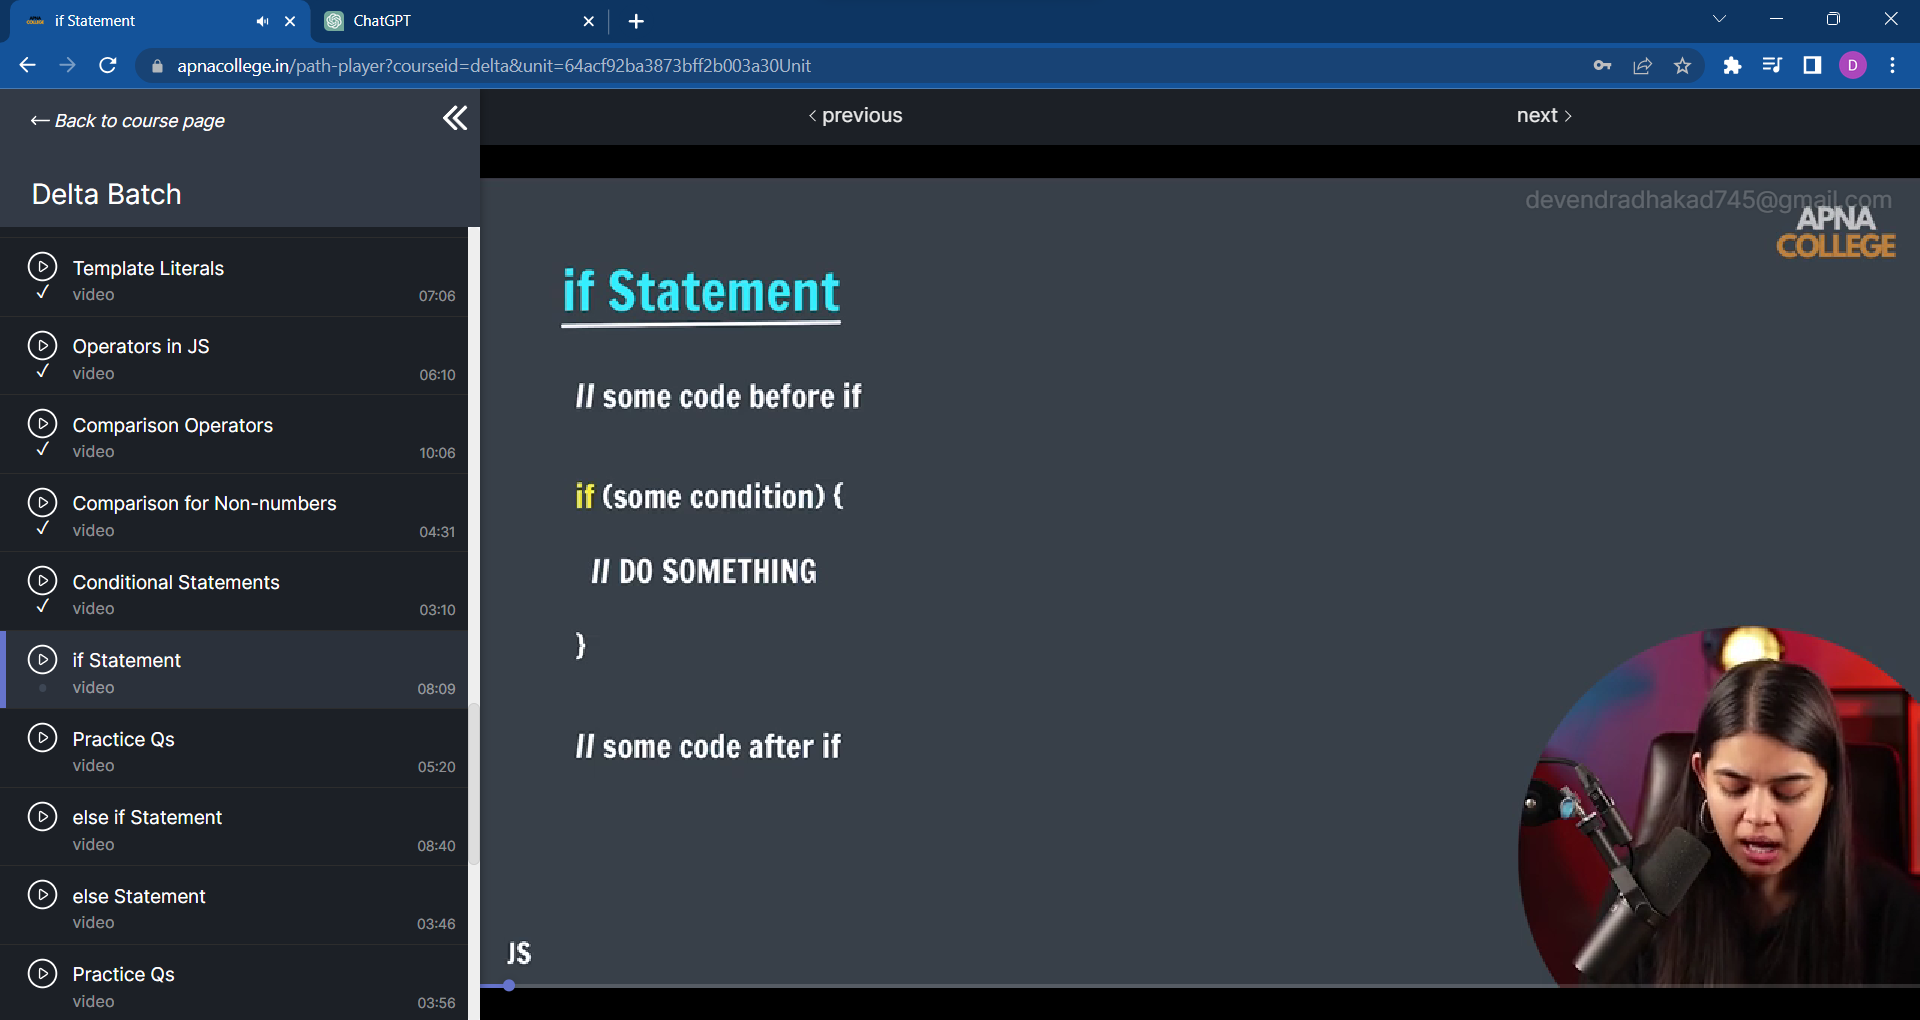 if Statement
ChatGPT
apnacollege.in/path-player?courseid=delta&unit=64acf92ba3873bff2b003a30Unit
D
← Back to course page
‹ previous
next ›
Delta Batch
Template Literals
video
07:06
Operators in JS
video
06:10
Comparison Operators
video
10:06
Comparison for Non-numbers
video
04:31
Conditional Statements
video
03:10
if Statement
video
08:09
Practice Qs
video
05:20
else if Statement
video
08:40
else Statement
video
03:46
Practice Qs
video
03:56
devendradhakad745@gmail.com
APNA
COLLEGE
if Statement
// some code before if
if (some condition) {
// DO SOMETHING
}
// some code after if
JS